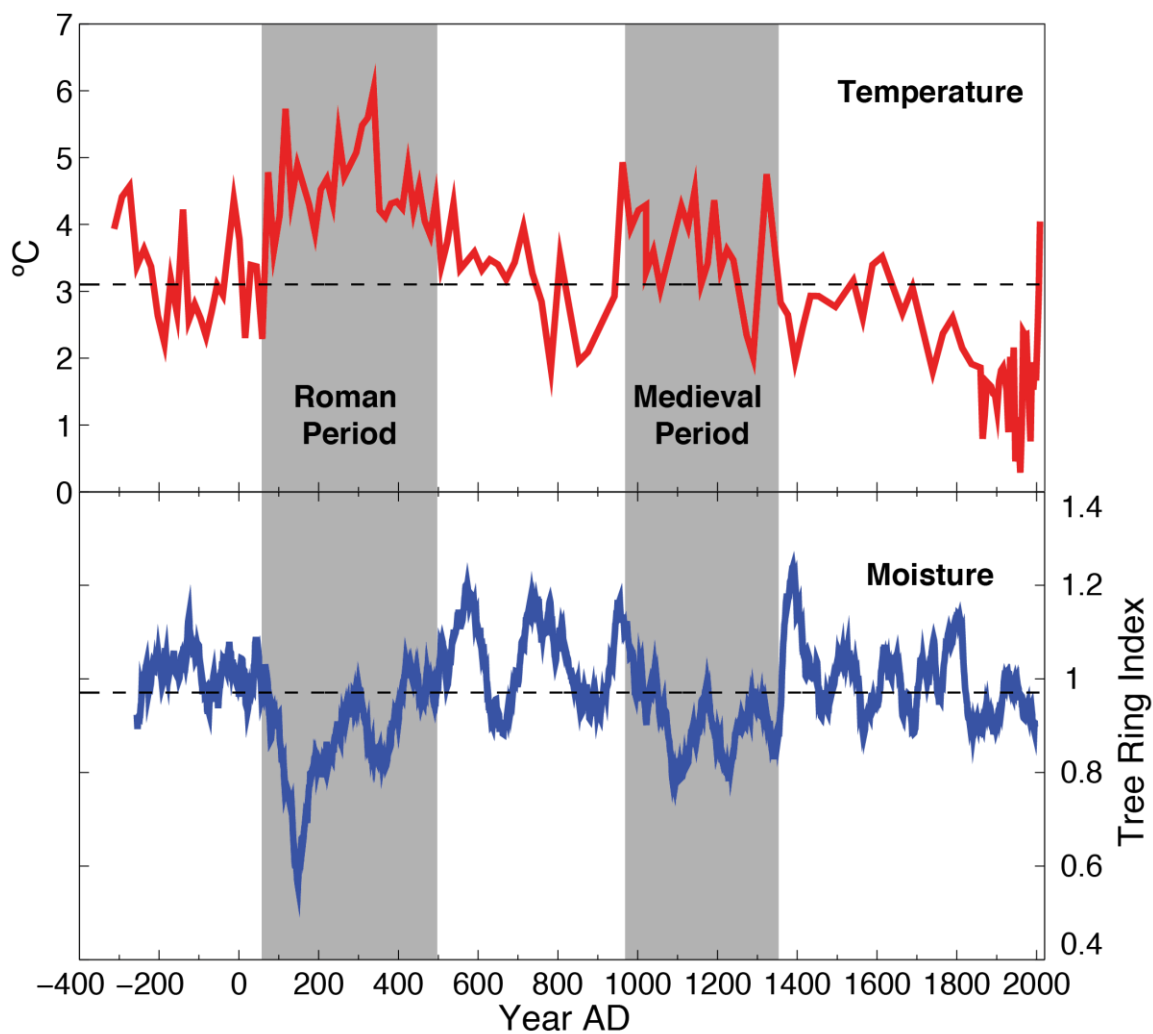 7
6
5
4
3
2
1
0
ºC
Temperature
Roman
Period
Medieval
Period
1.4
1.2
1
0.8
0.6
0.4
Tree Ring Index
Moisture
−400 −200 0 200 400 600 800 1000 1200 1400 1600 1800 2000
Year AD